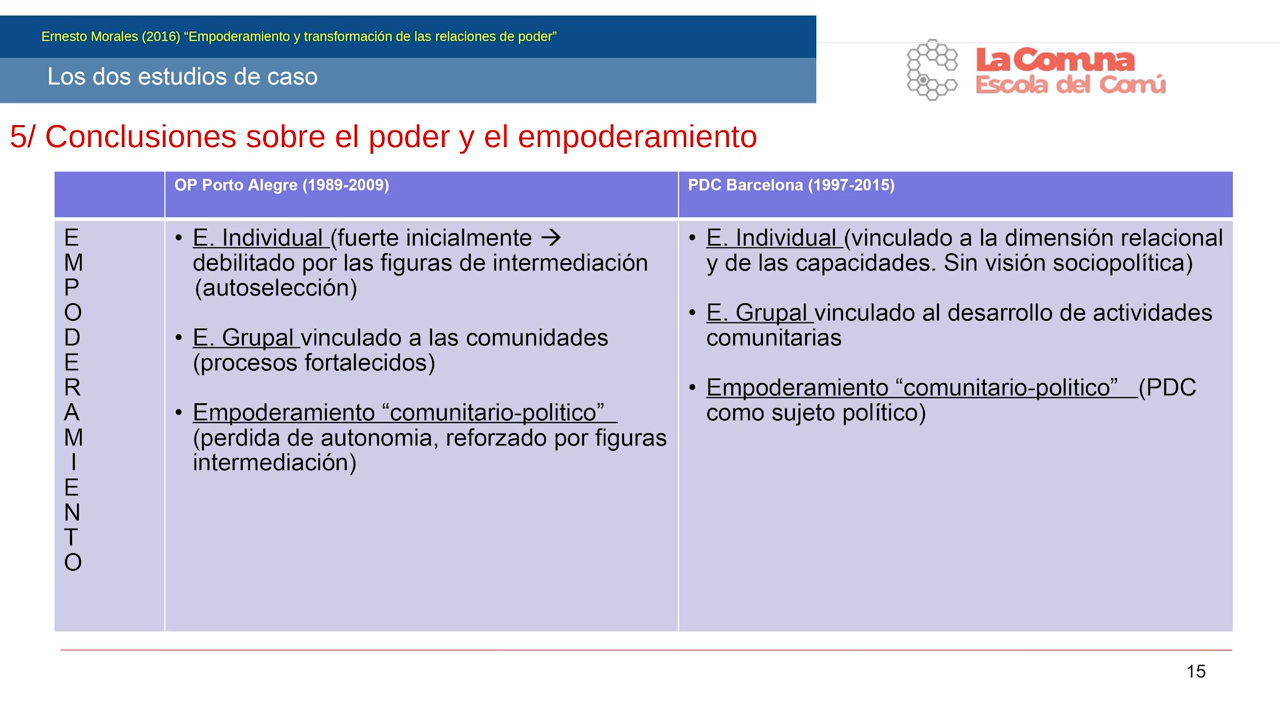 Ernesto Morales (2016) “Empoderamiento y transformación de las relaciones de poder”
Los dos estudios de caso
La Comuna
Escola del Comú
5/ Conclusiones sobre el poder y el empoderamiento
OP Porto Alegre (1989-2009)
PDC Barcelona (1997-2015)
E
M
P
O
D
E
R
A
M
I
E
N
T
O
• E. Individual (fuerte inicialmente →
debilitado por las figuras de intermediación
(autoselección)
• E. Grupal vinculado a las comunidades
(procesos fortalecidos)
• Empoderamiento “comunitario-politico”
(perdida de autonomia, reforzado por figuras
intermediación)
• E. Individual (vinculado a la dimensión relacional
y de las capacidades. Sin visión sociopolítica)
• E. Grupal vinculado al desarrollo de actividades
comunitarias
• Empoderamiento “comunitario-politico” (PDC
como sujeto político)
15